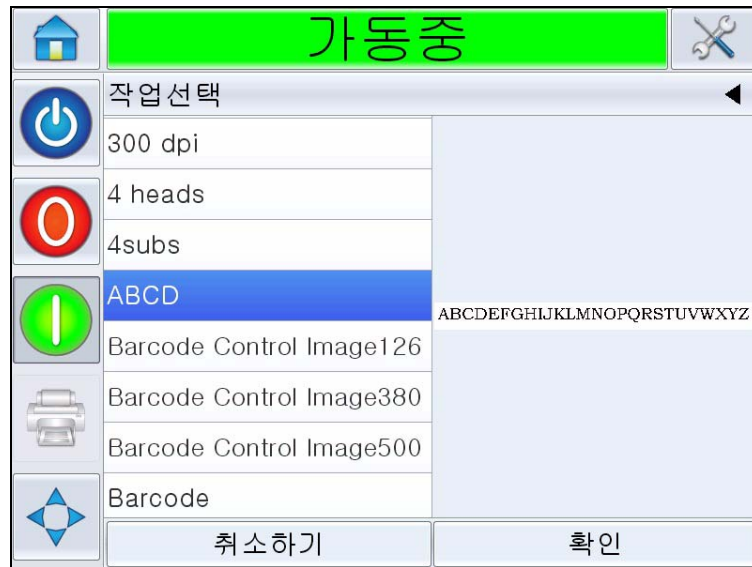 가동중
작업선택
300 dpi
4 heads
4subs
ABCD
Barcode Control Image126
Barcode Control Image380
Barcode Control Image500
Barcode
ABCDEFGHIJKLMNOPQRSTUVWXYZ
취소하기
확인